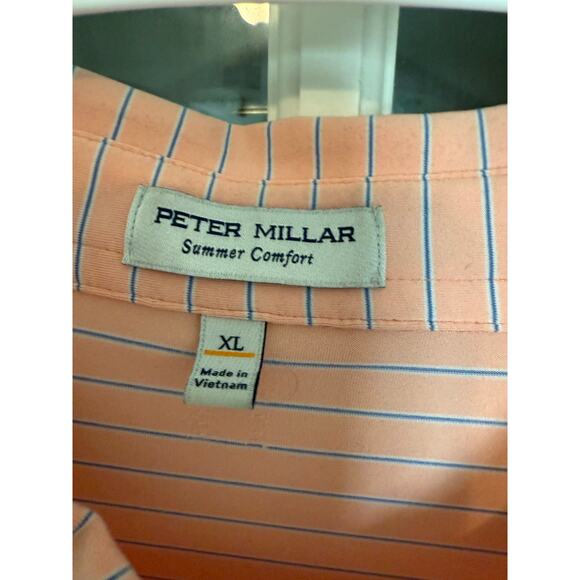 PETER MILLAR
Summer Comfort
XL
Made in
Vietnam